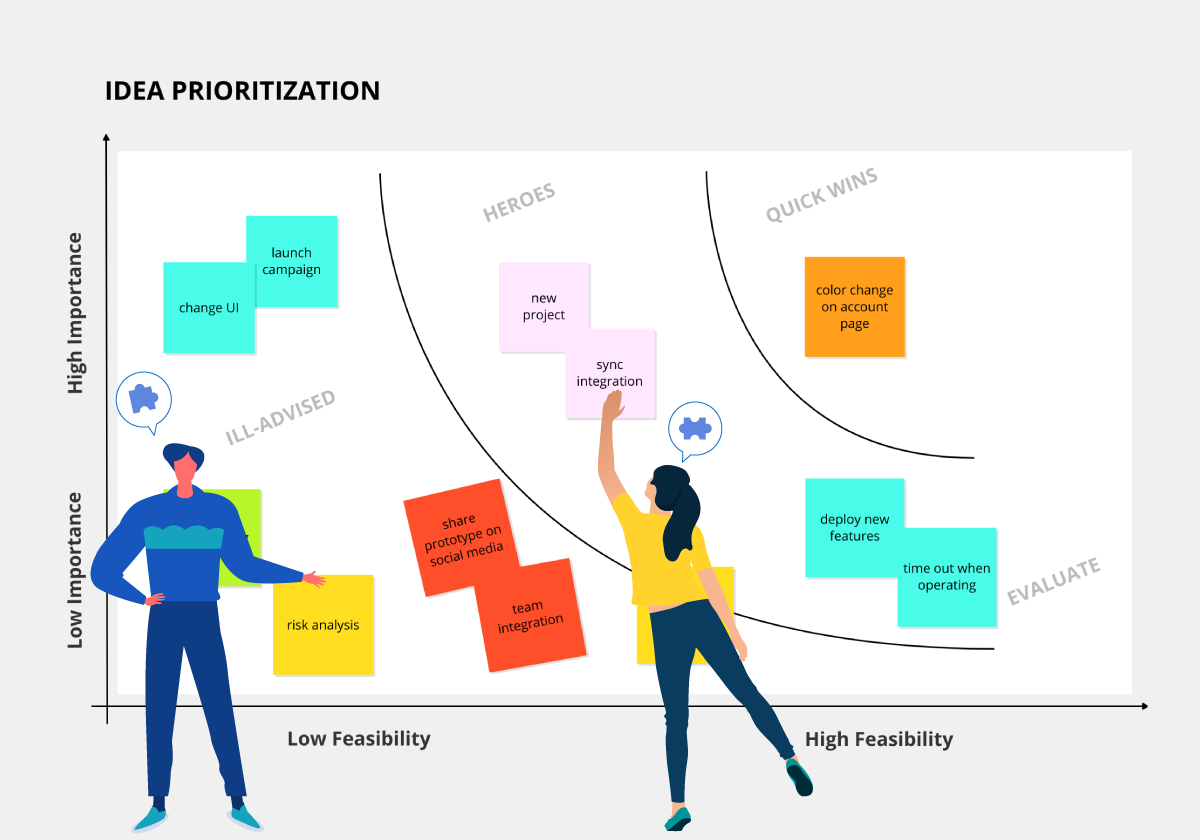 IDEA PRIORITIZATION
HEROES
QUICK WINS
High Importance
launch
campaign
change UI
new
project
color change
on account
page
sync
integration
ILL-ADVISED
Low Importance
share
prototype on
social media
deploy new
features
time out when
operating
EVALUATE
team
integration
risk analysis
Low Feasibility
High Feasibility